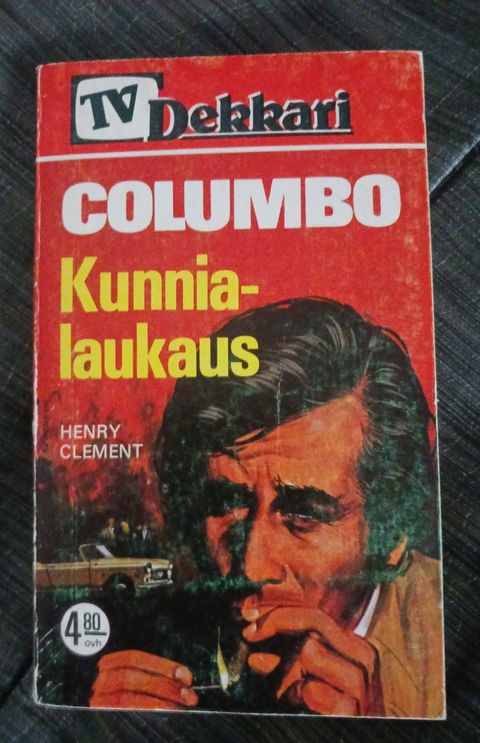 TV Dekkari
COLUMBO
Kunnia-
laukaus
HENRY
CLEMENT
4 80
ovh